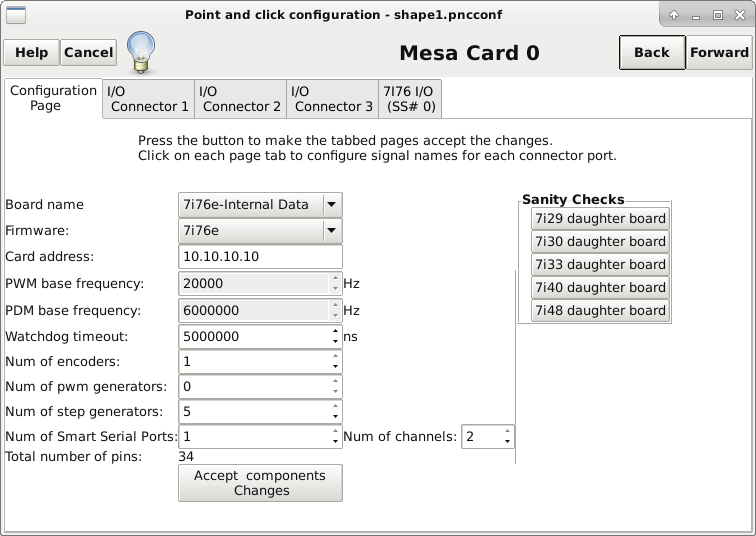 Point and click configuration - shape1.pncconf
Help Cancel Mesa Card 0 Back Forward
Configuration Page
I/O Connector 1
I/O Connector 2
I/O Connector 3
7I76 I/O (SS# 0)
Press the button to make the tabbed pages accept the changes.
Click on each page tab to configure signal names for each connector port.
Board name 7i76e-Internal Data
Firmware: 7i76e
Card address: 10.10.10.10
PWM base frequency: 20000 Hz
PDM base frequency: 6000000 Hz
Watchdog timeout: 5000000 ns
Num of encoders: 1
Num of pwm generators: 0
Num of step generators: 5
Num of Smart Serial Ports: 1 Num of channels: 2
Total number of pins: 34
Accept components
Changes
Sanity Checks
7i29 daughter board
7i30 daughter board
7i33 daughter board
7i40 daughter board
7i48 daughter board